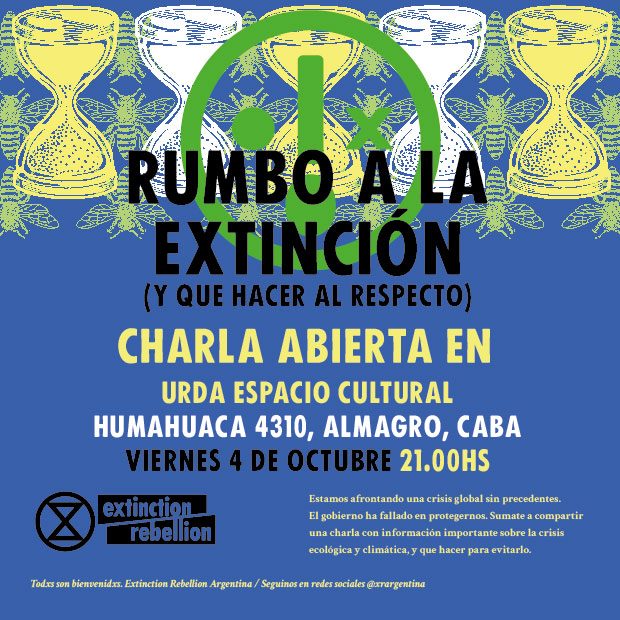 RUMBO A LA
EXTINCIÓN
(Y QUE HACER AL RESPECTO)
CHARLA ABIERTA EN
URDA ESPACIO CULTURAL
HUMAHUACA 4310, ALMAGRO, CABA
VIERNES 4 DE OCTUBRE 21.00HS
extinction
rebellion
Estamos afrontando una crisis global sin precedentes.
El gobierno ha fallado en protegernos. Sumate a compartir
una charla con información importante sobre la crisis
ecológica y climática, y que hacer para evitarlo.
Todxs son bienvenidxs. Extinction Rebellion Argentina / Seguinos en redes sociales @xrargentina